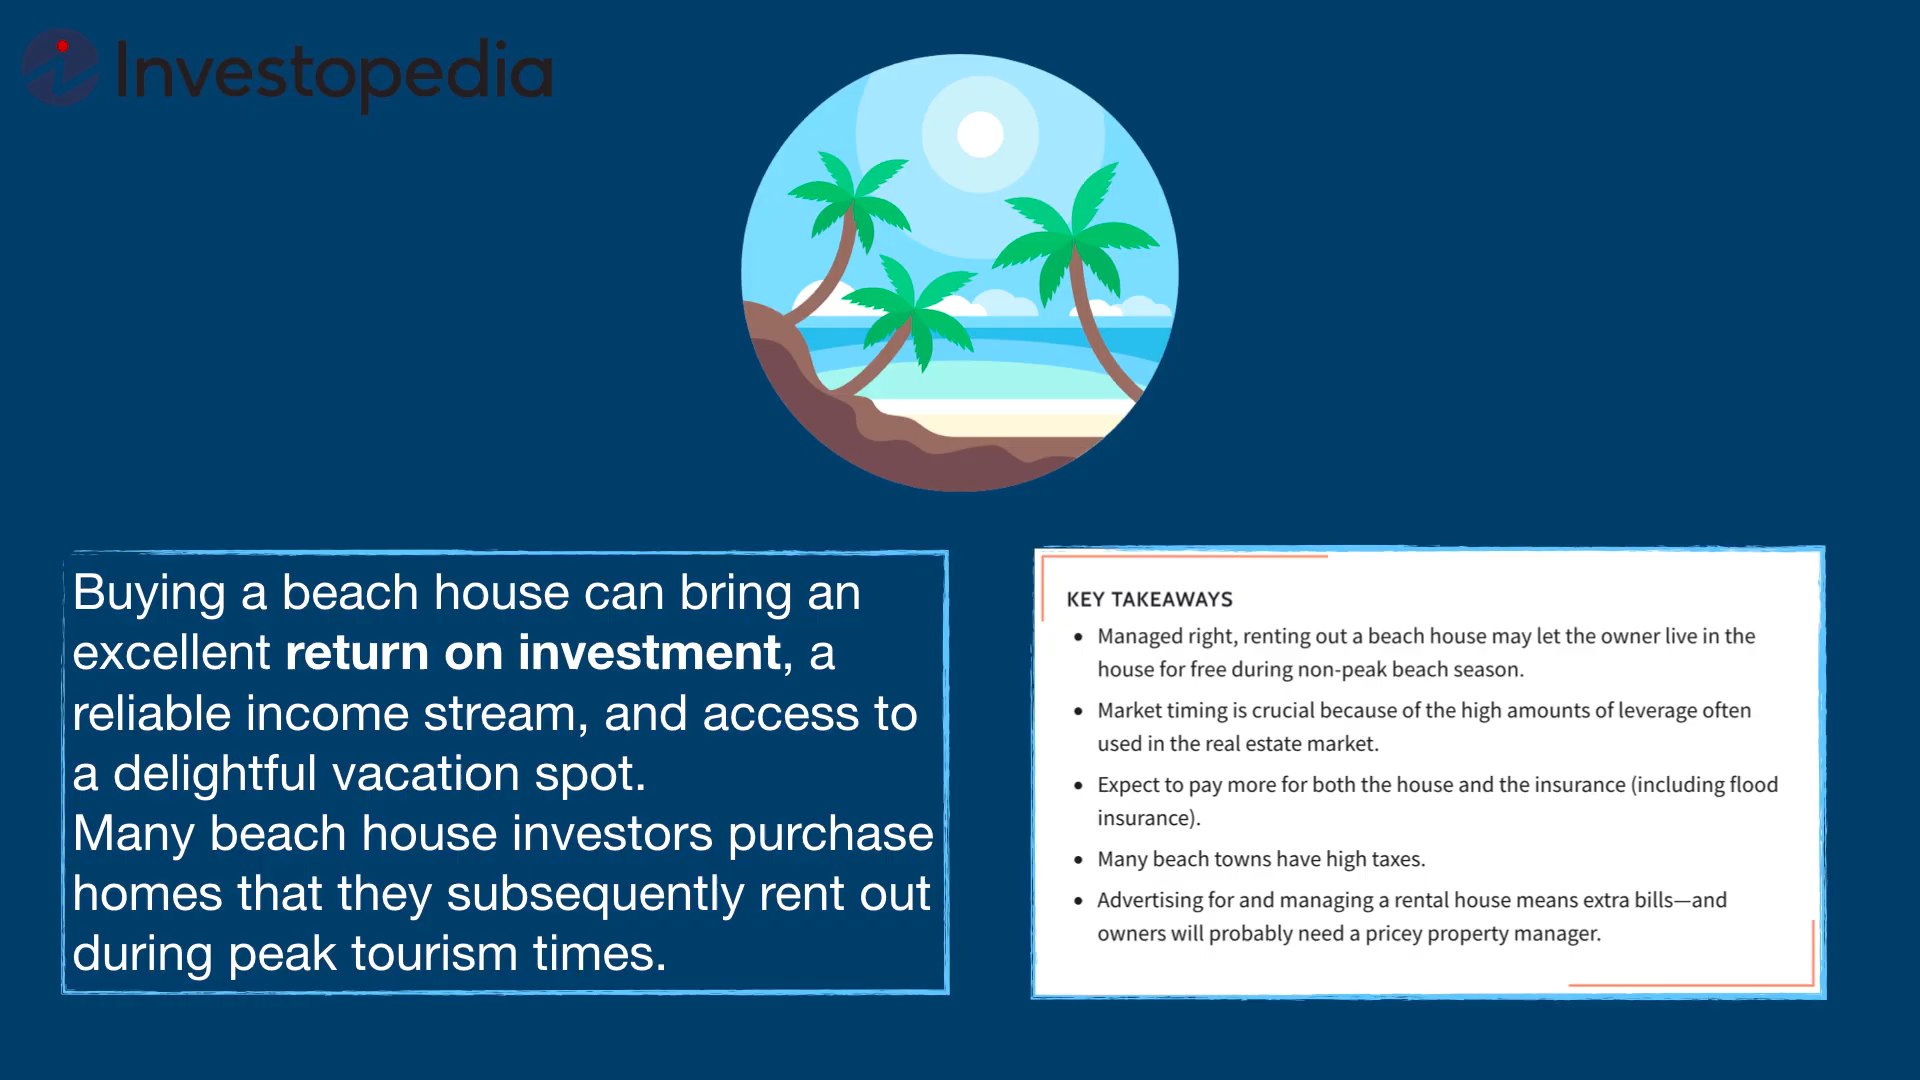 Investopedia
Buying a beach house can bring an
excellent return on investment, a
reliable income stream, and access to
a delightful vacation spot.
Many beach house investors purchase
homes that they subsequently rent out
during peak tourism times.
KEY TAKEAWAYS
• Managed right, renting out a beach house may let the owner live in the
house for free during non-peak beach season.
• Market timing is crucial because of the high amounts of leverage often
used in the real estate market.
• Expect to pay more for both the house and the insurance (including flood
insurance).
• Many beach towns have high taxes.
• Advertising for and managing a rental house means extra bills—and
owners will probably need a pricey property manager.